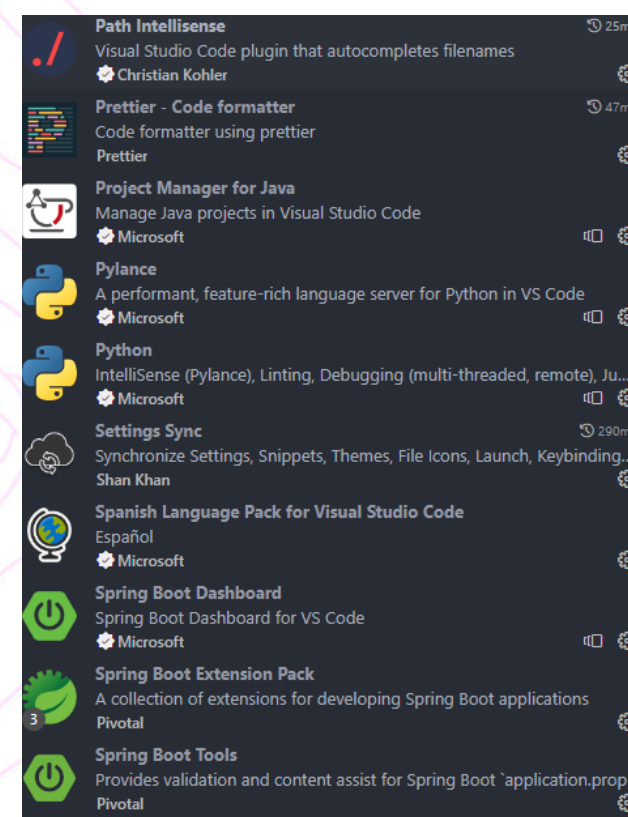 Path Intellisense 25m
Visual Studio Code plugin that autocompletes filenames
Christian Kohler
Prettier - Code formatter 47m
Code formatter using prettier
Prettier
Project Manager for Java
Manage Java projects in Visual Studio Code
Microsoft
Pylance
A performant, feature-rich language server for Python in VS Code
Microsoft
Python
IntelliSense (Pylance), Linting, Debugging (multi-threaded, remote), Ju...
Microsoft
Settings Sync 290m
Synchronize Settings, Snippets, Themes, File Icons, Launch, Keybinding...
Shan Khan
Spanish Language Pack for Visual Studio Code
Español
Microsoft
Spring Boot Dashboard
Spring Boot Dashboard for VS Code
Microsoft
Spring Boot Extension Pack
A collection of extensions for developing Spring Boot applications
3
Pivotal
Spring Boot Tools
Provides validation and content assist for Spring Boot `application.prop
Pivotal